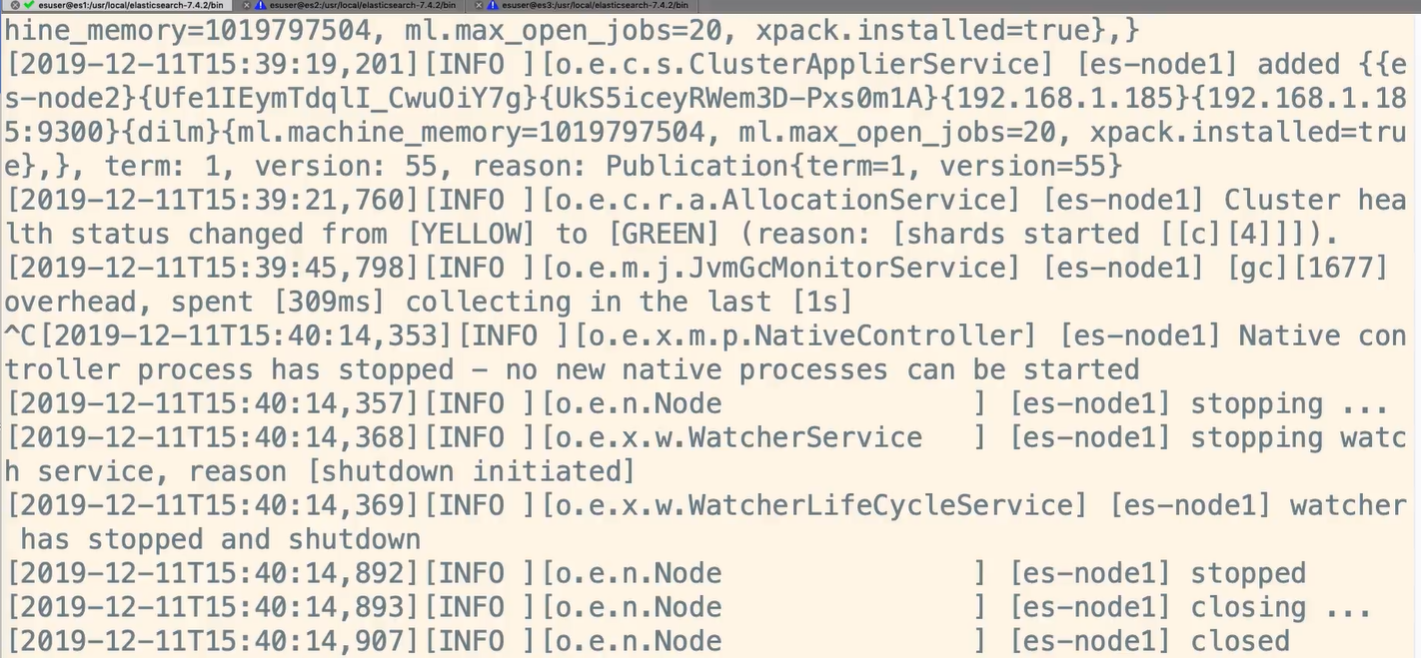 esuser@es1:/usr/local/elasticsearch-7.4.2/bin
esuser@es2:/usr/local/elasticsearch-7.4.2/bin
esuser@es3:/usr/local/elasticsearch-7.4.2/bin
hine_memory=1019797504, ml.max_open_jobs=20, xpack.installed=true},}
[2019-12-11T15:39:19,201][INFO ][o.e.c.s.ClusterApplierService] [es-node1] added {{e
s-node2}{Ufe1IEymTdqlI_CwuOiY7g}{UkS5iceyRWem3D-Pxs0m1A}{192.168.1.185}{192.168.1.18
5:9300}{dilm}{ml.machine_memory=1019797504, ml.max_open_jobs=20, xpack.installed=tru
e},}, term: 1, version: 55, reason: Publication{term=1, version=55}
[2019-12-11T15:39:21,760][INFO ][o.e.c.r.a.AllocationService] [es-node1] Cluster hea
lth status changed from [YELLOW] to [GREEN] (reason: [shards started [[c][4]]]).
[2019-12-11T15:39:45,798][INFO ][o.e.m.j.JvmGcMonitorService] [es-node1] [gc][1677]
overhead, spent [309ms] collecting in the last [1s]
^C[2019-12-11T15:40:14,353][INFO ][o.e.x.m.p.NativeController] [es-node1] Native con
troller process has stopped - no new native processes can be started
[2019-12-11T15:40:14,357][INFO ][o.e.n.Node               ] [es-node1] stopping ...
[2019-12-11T15:40:14,368][INFO ][o.e.x.w.WatcherService   ] [es-node1] stopping watc
h service, reason [shutdown initiated]
[2019-12-11T15:40:14,369][INFO ][o.e.x.w.WatcherLifeCycleService] [es-node1] watcher
 has stopped and shutdown
[2019-12-11T15:40:14,892][INFO ][o.e.n.Node               ] [es-node1] stopped
[2019-12-11T15:40:14,893][INFO ][o.e.n.Node               ] [es-node1] closing ...
[2019-12-11T15:40:14,907][INFO ][o.e.n.Node               ] [es-node1] closed